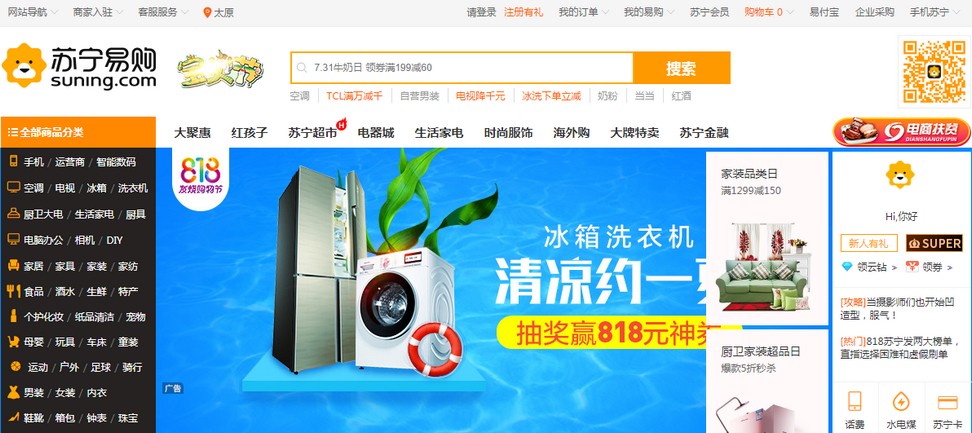 网站导航 商家入驻 客服服务 太原 请登录 注册有礼 我的订单 我的易购 苏宁会员 购物车 0 易付宝 企业采购 手机苏宁
苏宁易购
suning.com
7.31牛奶日 领券满199减60 搜索
空调 TCL满万减千 自营男装 电视降千元 冰洗下单立减 奶粉 当当 红酒
全部商品分类 大聚惠 红孩子 苏宁超市 H 电器城 生活家电 时尚服饰 海外购 大牌特卖 苏宁金融 电商扶贫
DIANSHANGFUPIN
手机 / 运营商 / 智能数码
空调 / 电视 / 冰箱 / 洗衣机
厨卫大电 / 生活家电 / 厨具
电脑办公 / 相机 / DIY
家居 / 家具 / 家装 / 家纺
食品 / 酒水 / 生鲜 / 特产
个护化妆 / 纸品清洁 / 宠物
母婴 / 玩具 / 车床 / 童装
运动 / 户外 / 足球 / 骑行
男装 / 女装 / 内衣
鞋靴 / 箱包 / 钟表 / 珠宝
818
发烧购物节
冰箱洗衣机
清凉约一夏
抽奖赢818元神券
广告
家装品类日
满1299减150
厨卫家装超品日
爆款5折秒杀
Hi,你好
新人有礼 SUPER
领云钻 > 领券 >
[攻略]当摄影师们也开始凹
造型，服气！
[热门]818苏宁发两大榜单，
直指选择困难和虚假刷单
话费 水电煤 苏宁卡